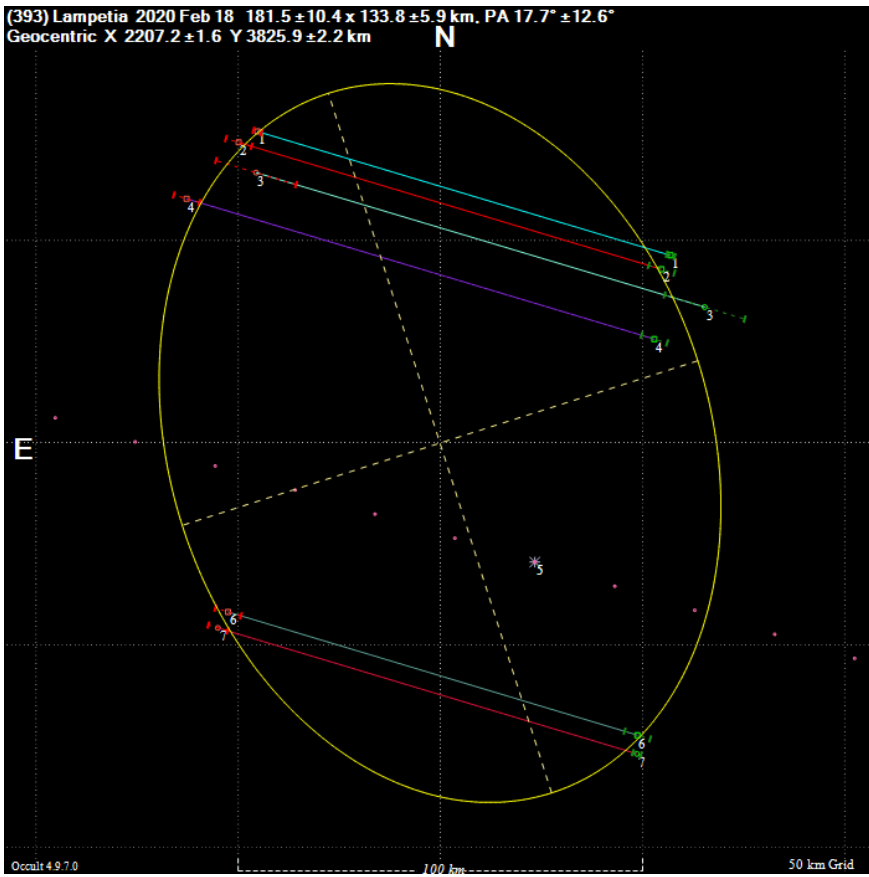 (393) Lampetia 2020 Feb 18 181.5 ±10.4 x 133.8 ±5.9 km, PA 17.7° ±12.6°
Geocentric X 2207.2 ±1.6 Y 3825.9 ±2.2 km
N
1
2
3
4
1
2
3
4
E
5
6
7
6
7
Occult 4.9.7.0
100 km
50 km Grid